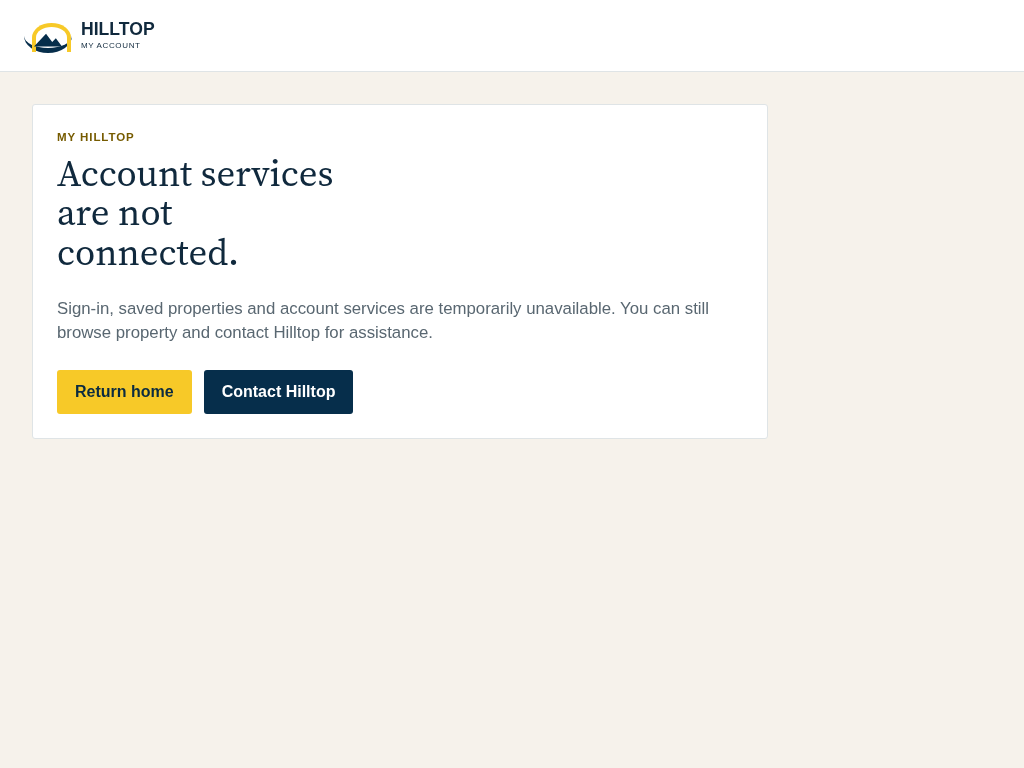 HILLTOP
MY ACCOUNT
MY HILLTOP
Account services
are not
connected.
Sign-in, saved properties and account services are temporarily unavailable. You can still
browse property and contact Hilltop for assistance.
Return home
Contact Hilltop